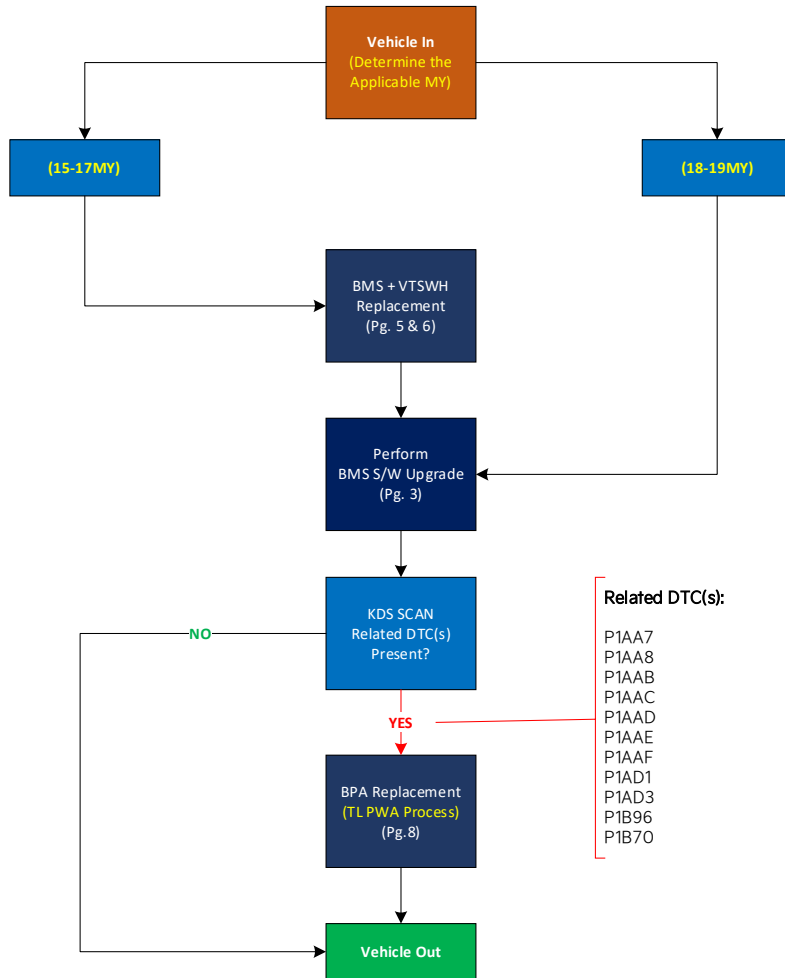 Vehicle In
(Determine the
Applicable MY)
(15-17MY)
(18-19MY)
BMS + VTSWH
Replacement
(Pg. 5 & 6)
Perform
BMS S/W Upgrade
(Pg. 3)
KDS SCAN
Related DTC(s)
Present?
NO
YES
Related DTC(s):
P1AA7
P1AA8
P1AAB
P1AAC
P1AAD
P1AAE
P1AAF
P1AD1
P1AD3
P1B96
P1B70
BPA Replacement
(TL PWA Process)
(Pg.8)
Vehicle Out